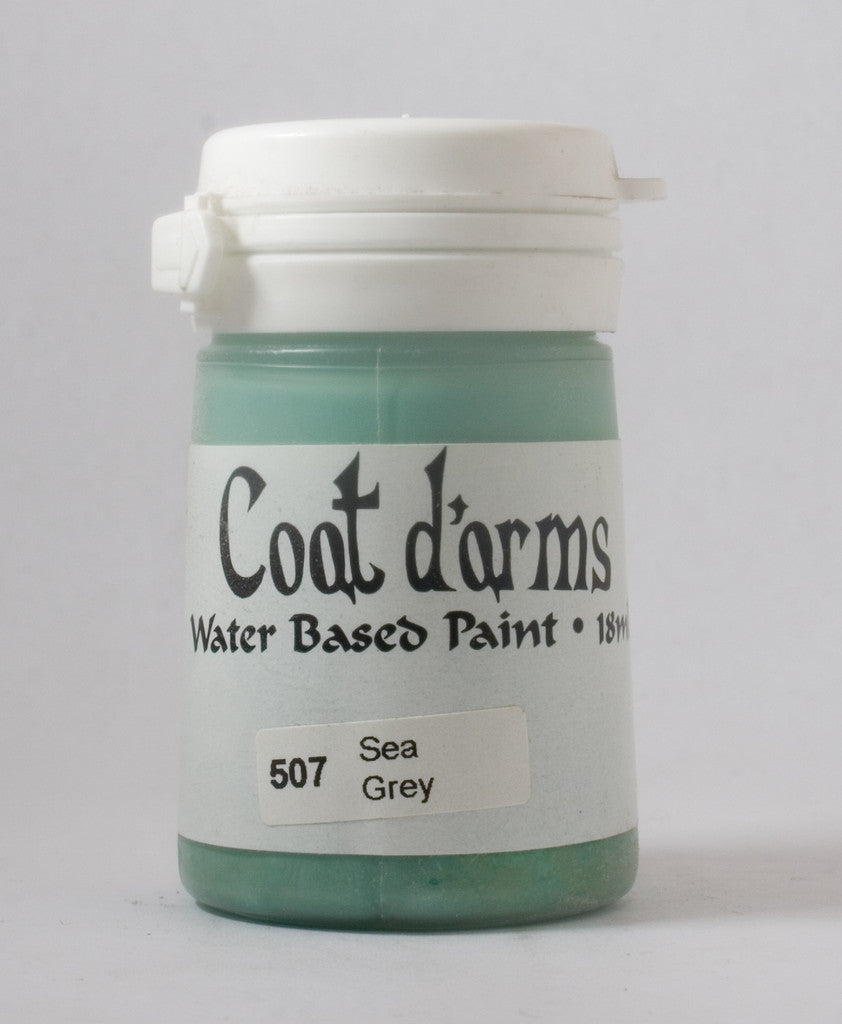 Coat d'arms
Water Based Paint • 18m
507 Sea
Grey